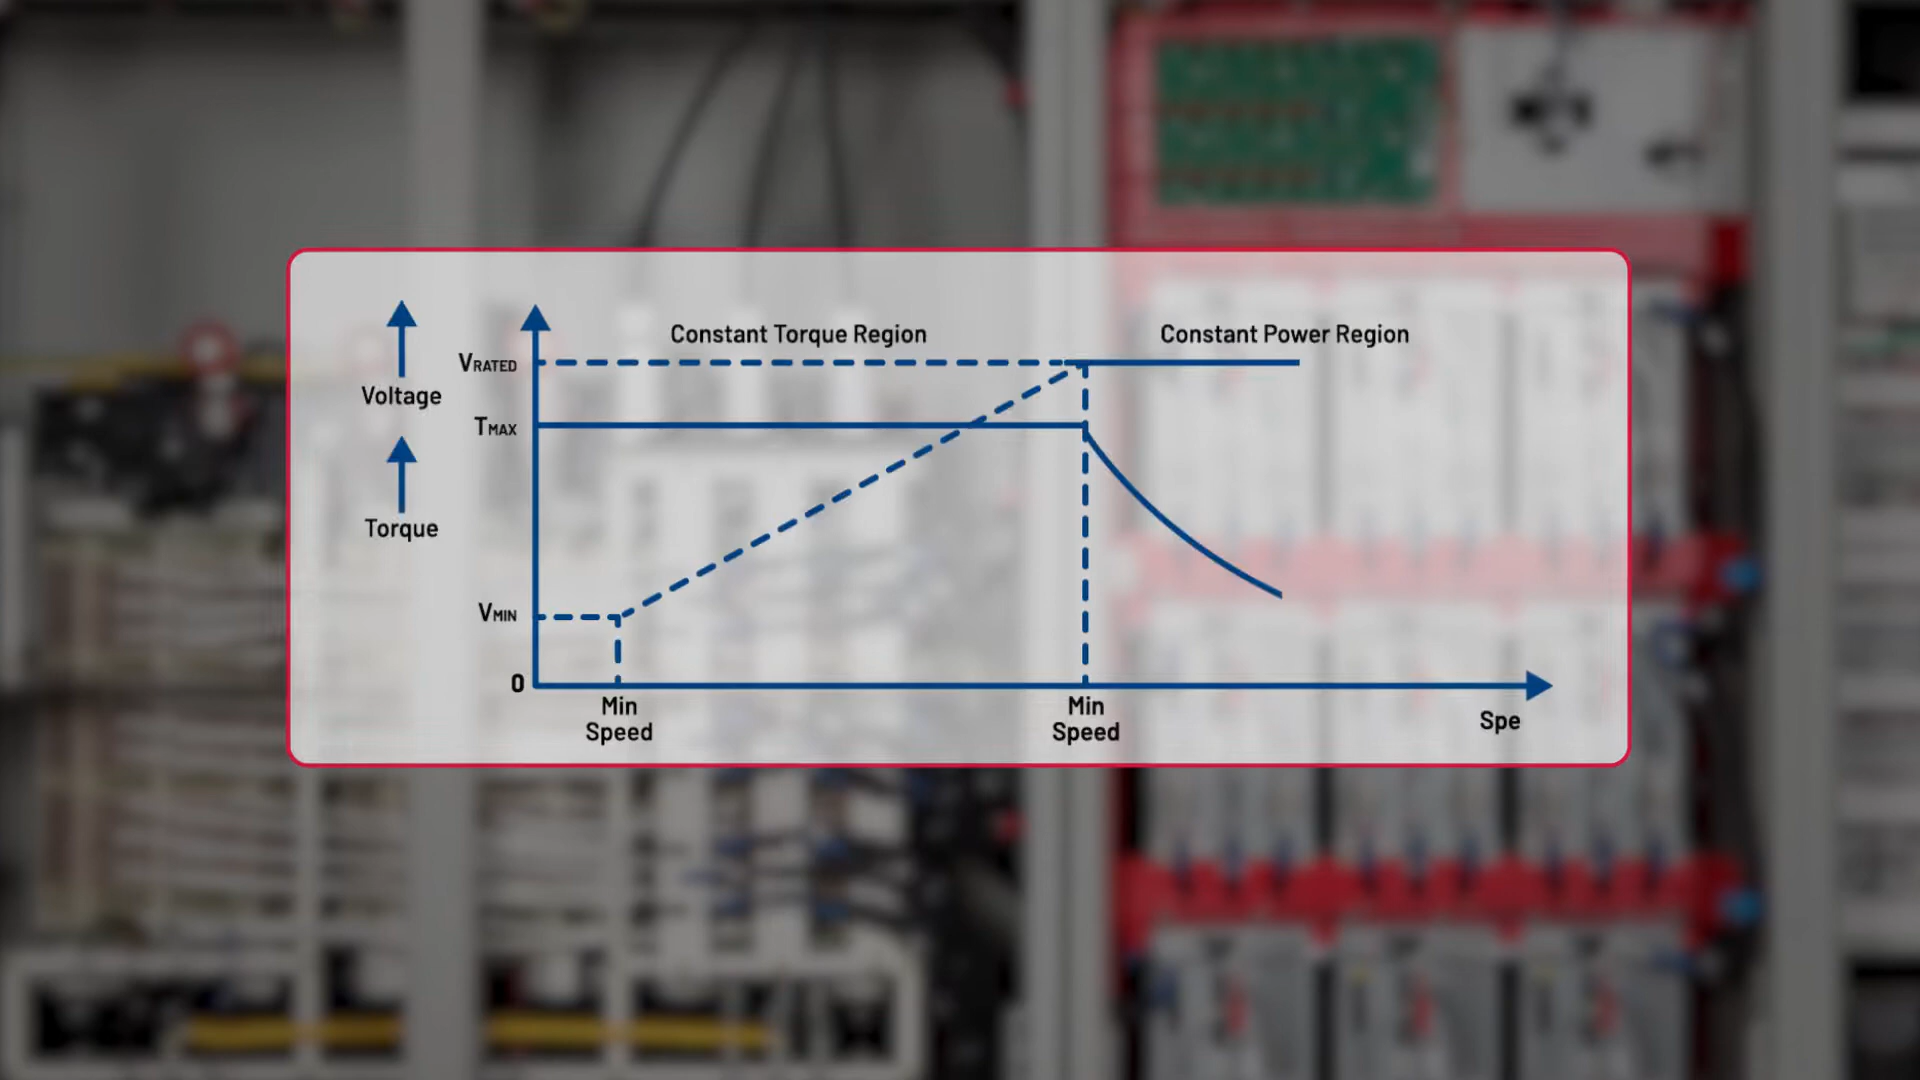 Constant Torque Region
Constant Power Region
VRATED
Voltage
TMAX
Torque
VMIN
0
Min
Speed
Min
Speed
Spe